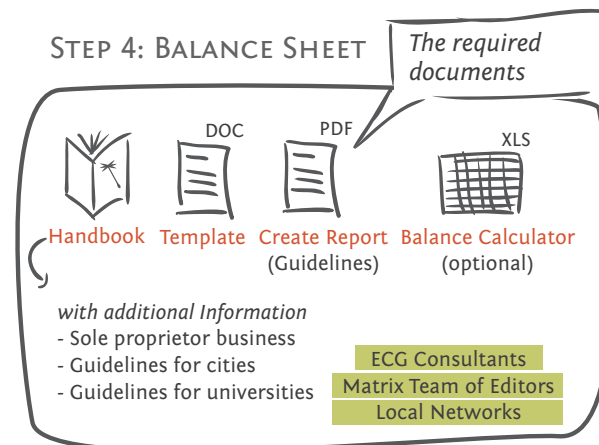 STEP 4: BALANCE SHEET
The required
documents
DOC
PDF
XLS
Handbook
Template
Create Report
(Guidelines)
Balance Calculator
(optional)
with additional Information
- Sole proprietor business
- Guidelines for cities
- Guidelines for universities
ECG Consultants
Matrix Team of Editors
Local Networks